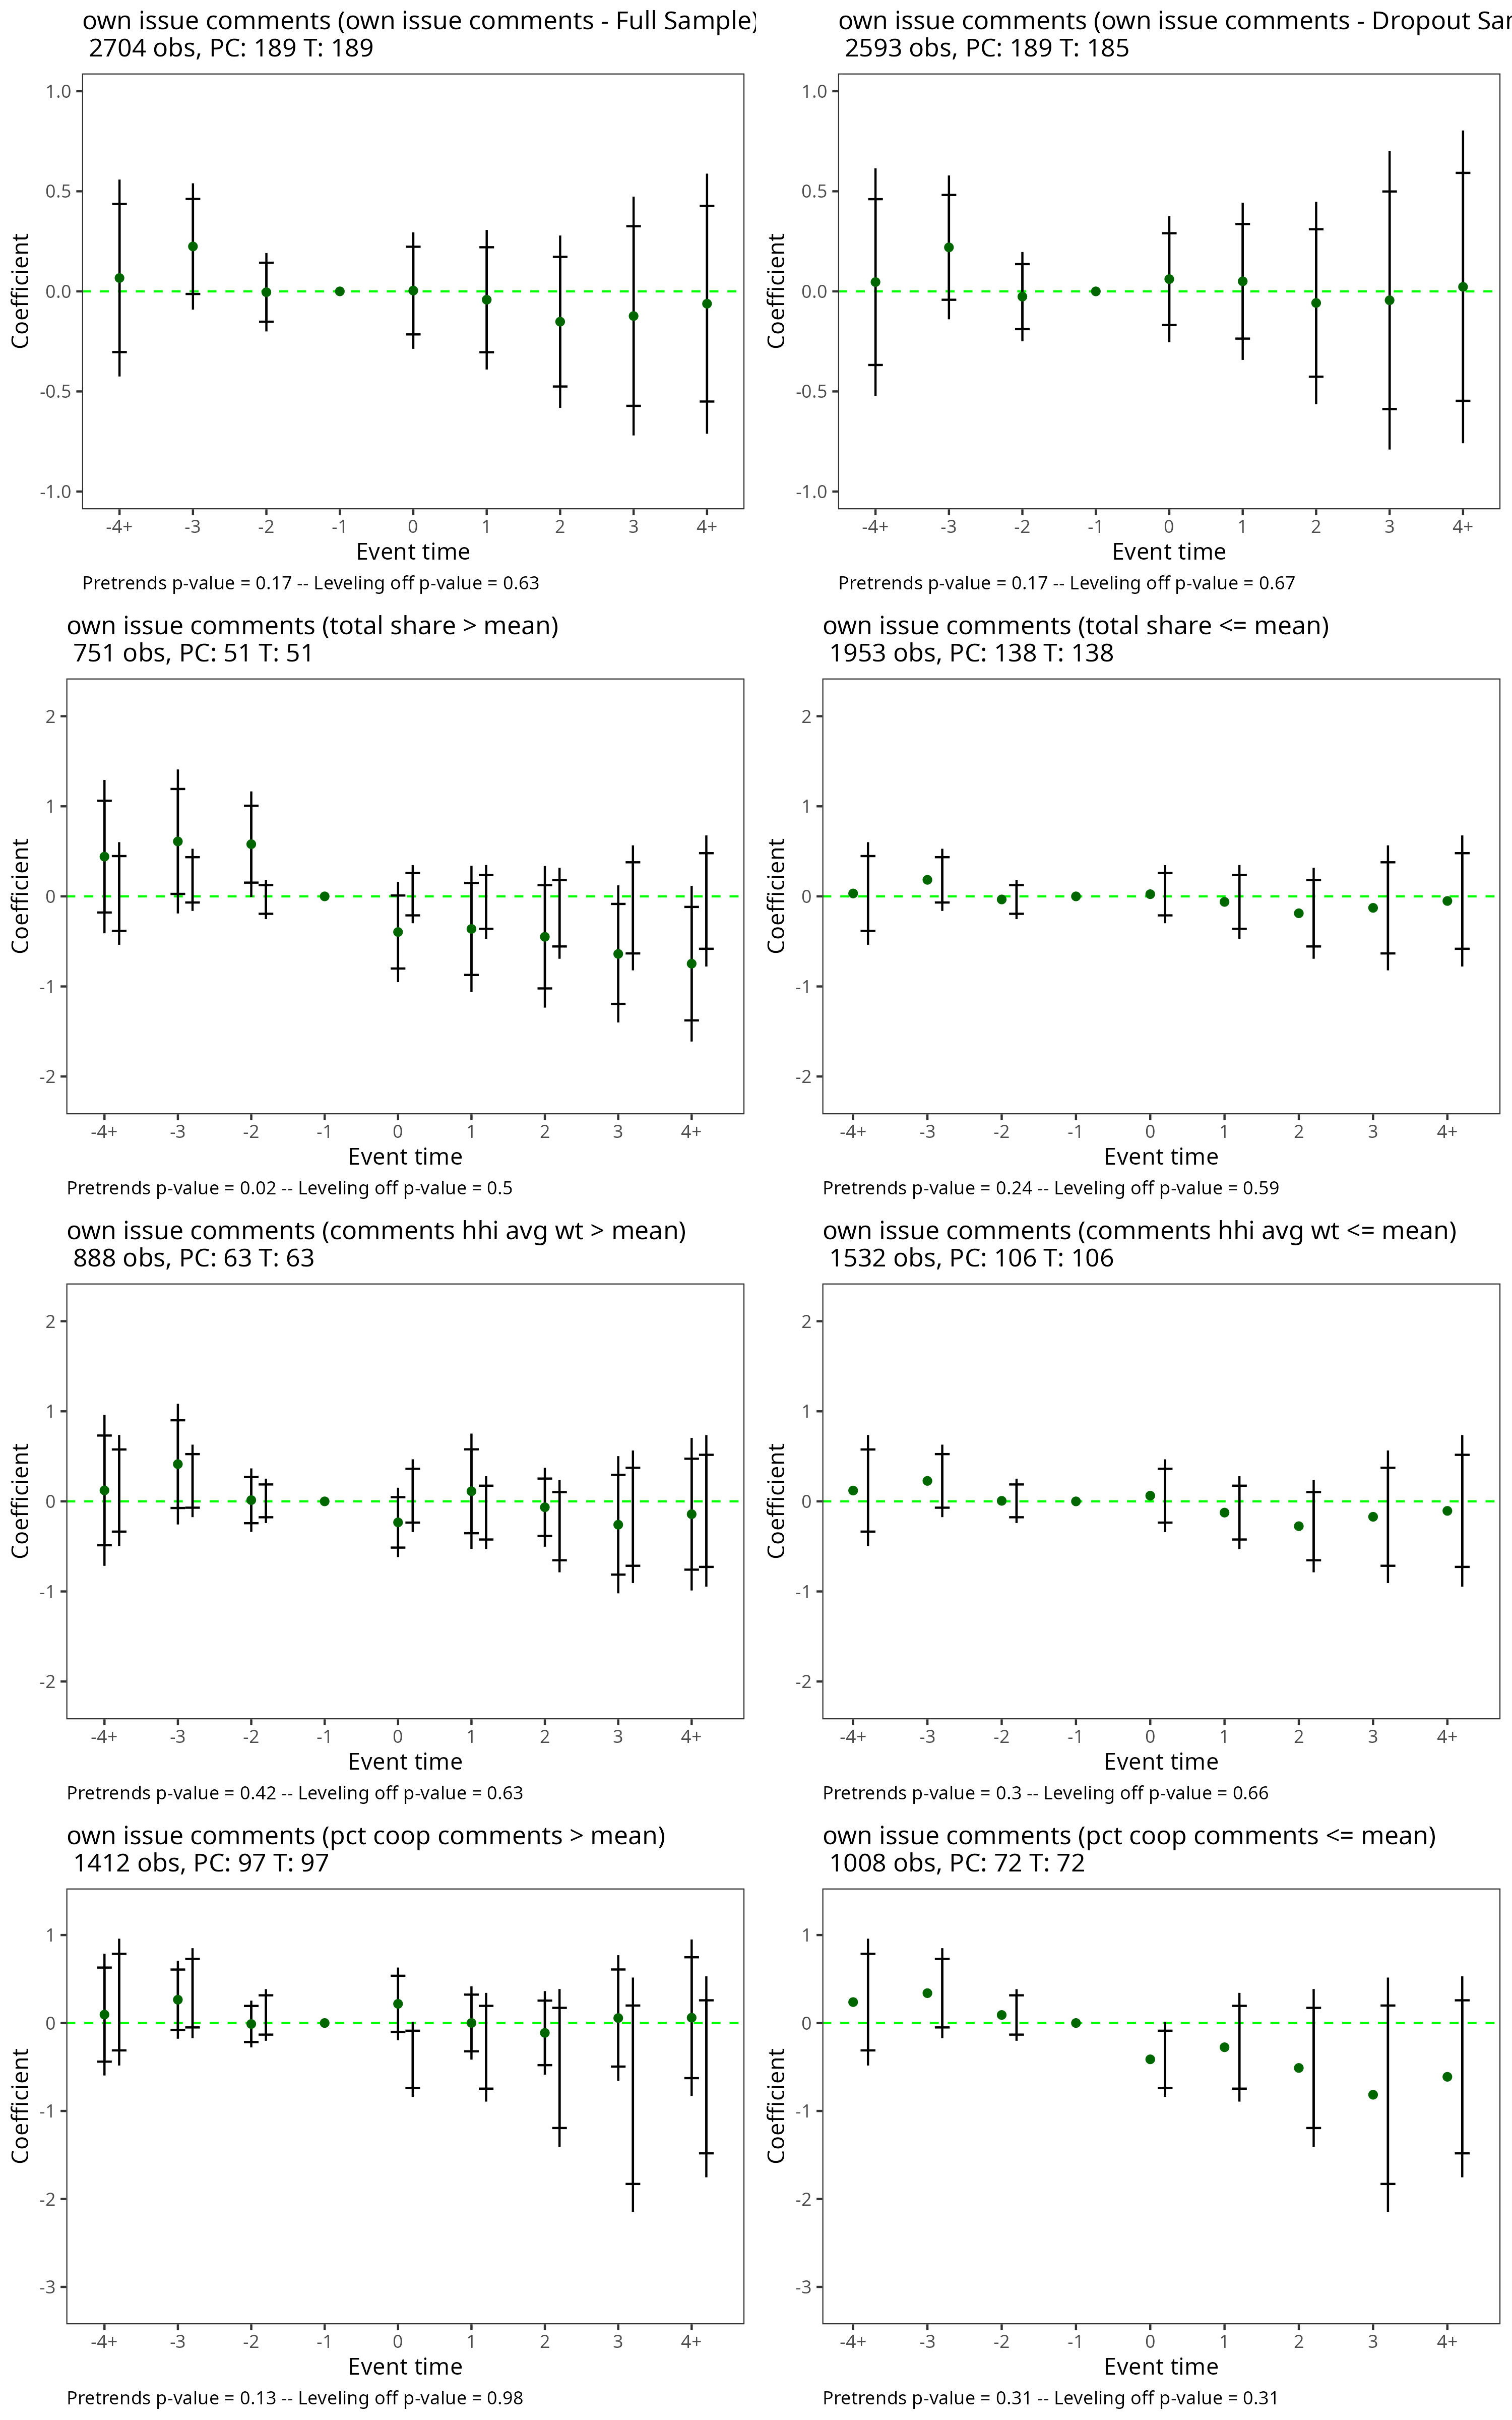 own issue comments (own issue comments - Full Sample)
2704 obs, PC: 189 T: 189
1.0
0.5
0.0
-0.5
-1.0
Coefficient
-4+ -3 -2 -1 0 1 2 3 4+
Event time
Pretrends p-value = 0.17 -- Leveling off p-value = 0.63
own issue comments (own issue comments - Dropout Sar
2593 obs, PC: 189 T: 185
1.0
0.5
0.0
-0.5
-1.0
Coefficient
-4+ -3 -2 -1 0 1 2 3 4+
Event time
Pretrends p-value = 0.17 -- Leveling off p-value = 0.67
own issue comments (total share > mean)
751 obs, PC: 51 T: 51
2
1
0
-1
-2
Coefficient
-4+ -3 -2 -1 0 1 2 3 4+
Event time
Pretrends p-value = 0.02 -- Leveling off p-value = 0.5
own issue comments (total share <= mean)
1953 obs, PC: 138 T: 138
2
1
0
-1
-2
Coefficient
-4+ -3 -2 -1 0 1 2 3 4+
Event time
Pretrends p-value = 0.24 -- Leveling off p-value = 0.59
own issue comments (comments hhi avg wt > mean)
888 obs, PC: 63 T: 63
2
1
0
-1
-2
Coefficient
-4+ -3 -2 -1 0 1 2 3 4+
Event time
Pretrends p-value = 0.42 -- Leveling off p-value = 0.63
own issue comments (comments hhi avg wt <= mean)
1532 obs, PC: 106 T: 106
2
1
0
-1
-2
Coefficient
-4+ -3 -2 -1 0 1 2 3 4+
Event time
Pretrends p-value = 0.3 -- Leveling off p-value = 0.66
own issue comments (pct coop comments > mean)
1412 obs, PC: 97 T: 97
1
0
-1
-2
-3
Coefficient
-4+ -3 -2 -1 0 1 2 3 4+
Event time
Pretrends p-value = 0.13 -- Leveling off p-value = 0.98
own issue comments (pct coop comments <= mean)
1008 obs, PC: 72 T: 72
1
0
-1
-2
-3
Coefficient
-4+ -3 -2 -1 0 1 2 3 4+
Event time
Pretrends p-value = 0.31 -- Leveling off p-value = 0.31